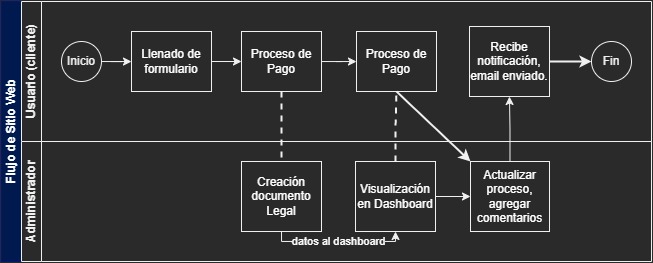 Flujo de Sitio Web
Usuario (cliente)
Inicio
Llenado de
formulario
Proceso de
Pago
Proceso de
Pago
Recibe
notificación,
email enviado.
Fin
Administrador
Creación
documento
Legal
datos al dashboard
Visualización
en Dashboard
Actualizar
proceso,
agregar
comentarios